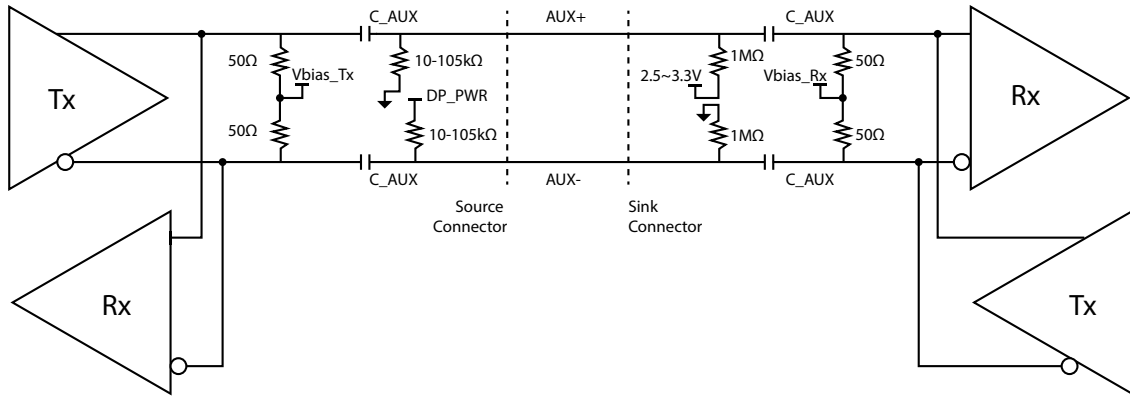 C_AUX
AUX+
C_AUX
50Ω
10-105kΩ
1MΩ
50Ω
Vbias_Tx
2.5~3.3V
Vbias_Rx
Tx
DP_PWR
Rx
50Ω
10-105kΩ
1MΩ
50Ω
C_AUX
AUX-
C_AUX
Source
Connector
Sink
Connector
Rx
Tx